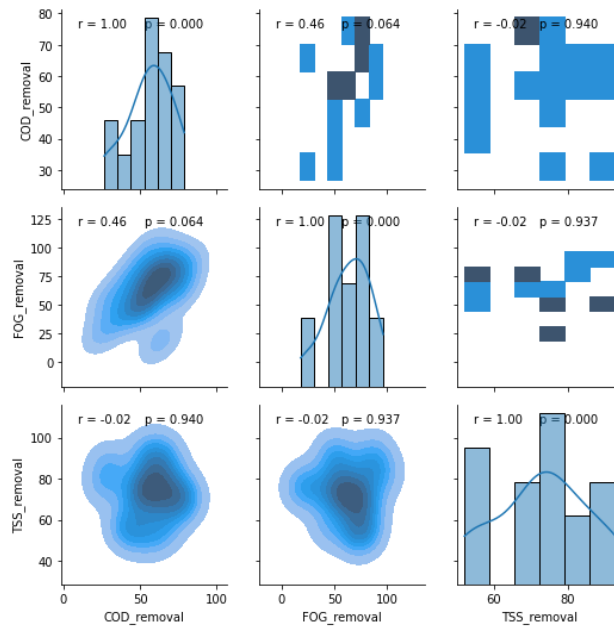 80
70
60
50
40
30
COD_removal
r = 1.00 p = 0.000
r = 0.46 p = 0.064
r = -0.02 p = 0.940
125
100
75
50
25
0
FOG_removal
r = 0.46 p = 0.064
r = 1.00 p = 0.000
r = -0.02 p = 0.937
100
80
60
40
TSS_removal
r = -0.02 p = 0.940
r = -0.02 p = 0.937
r = 1.00 p = 0.000
0 50 100
0 50 100
60 80
COD_removal
FOG_removal
TSS_removal